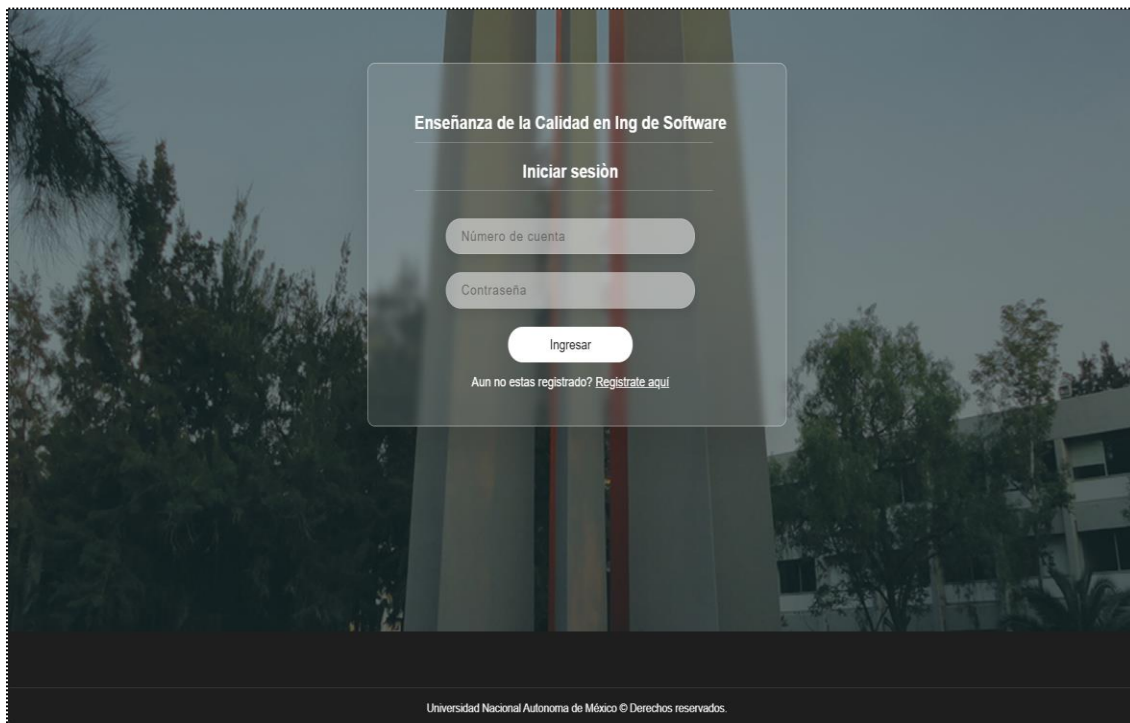 Enseñanza de la Calidad en Ing de Software
Iniciar sesiòn
Número de cuenta
Contraseña
Ingresar
Aun no estas registrado? Registrate aquí
Universidad Nacional Autonoma de México © Derechos reservados.